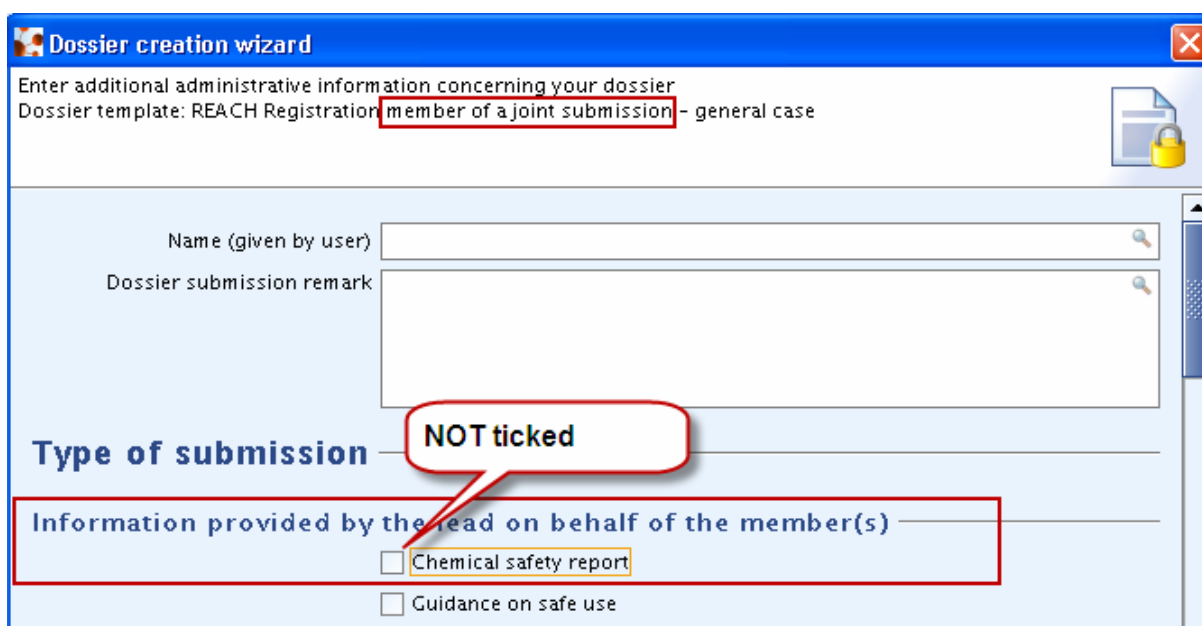 Dossier creation wizard
Enter additional administrative information concerning your dossier
Dossier template: REACH Registration member of a joint submission - general case
Name (given by user)
Dossier submission remark
NOT ticked
Type of submission
Information provided by the lead on behalf of the member(s)
Chemical safety report
Guidance on safe use